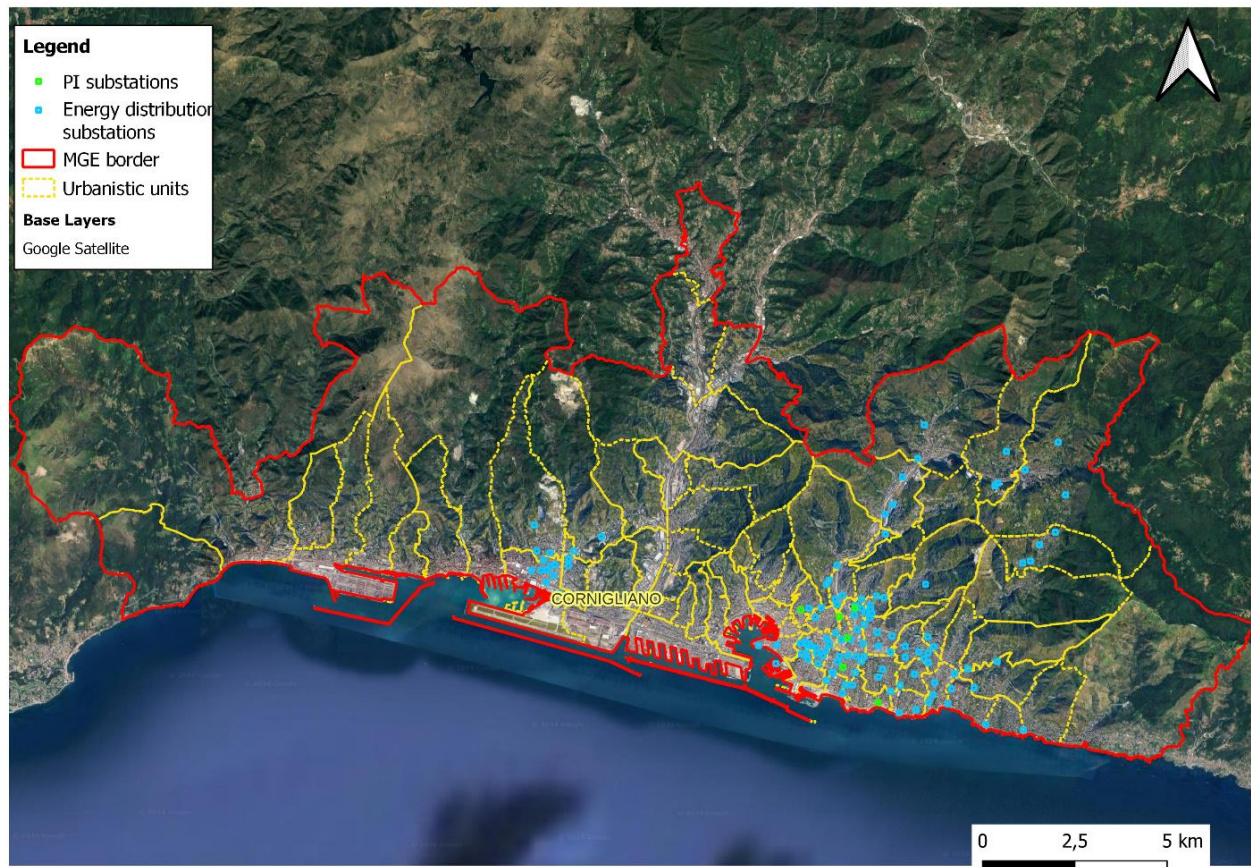 Legend
PI substations
Energy distribution
substations
MGE border
Urbanistic units
Base Layers
Google Satellite
CORNIGLIANO
0 2,5 5 km